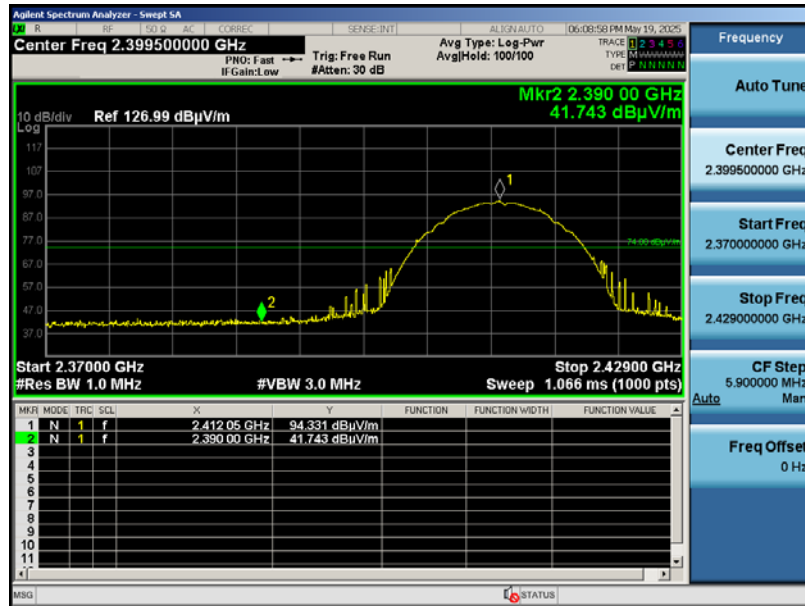 Agilent Spectrum Analyzer - Swept SA
R RF 50 Ω AC CORREC SENSE:INT ALIGN AUTO 06:08:58 PM May 19, 2025
Center Freq 2.399500000 GHz
PNO: Fast
IFGain:Low
Trig: Free Run
#Atten: 30 dB
Avg Type: Log-Pwr
Avg|Hold: 100/100
TRACE 1 2 3 4 5 6
TYPE M
DET P N N N N N
Mkr2 2.390 00 GHz
41.743 dBµV/m
10 dB/div Ref 126.99 dBµV/m
Log
117
107
97.0
87.0
77.0
67.0
57.0
47.0
37.0
1
74.00 dBµV/m
2
Start 2.37000 GHz Stop 2.42900 GHz
#Res BW 1.0 MHz #VBW 3.0 MHz Sweep 1.066 ms (1000 pts)
MKR MODE TRC SCL X Y FUNCTION FUNCTION WIDTH FUNCTION VALUE
1 N 1 f 2.412 05 GHz 94.331 dBµV/m
2 N 1 f 2.390 00 GHz 41.743 dBµV/m
3
4
5
6
7
8
9
10
11
MSG STATUS
Frequency
Auto Tune
Center Freq
2.399500000 GHz
Start Freq
2.370000000 GHz
Stop Freq
2.429000000 GHz
CF Step
5.900000 MHz
Auto Man
Freq Offset
0 Hz